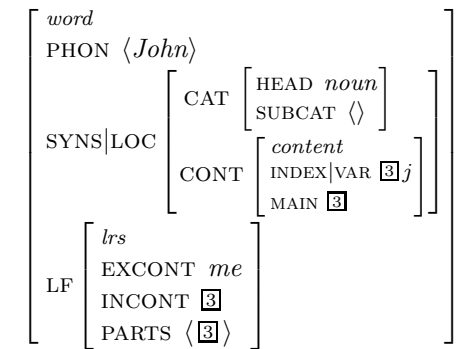 word
PHON ⟨John⟩
SYNS|LOC
CAT
HEAD noun
SUBCAT ⟨⟩
CONT
content
INDEX|VAR 3 j
MAIN 3
LF
lrs
EXCONT me
INCONT 3
PARTS ⟨ 3 ⟩